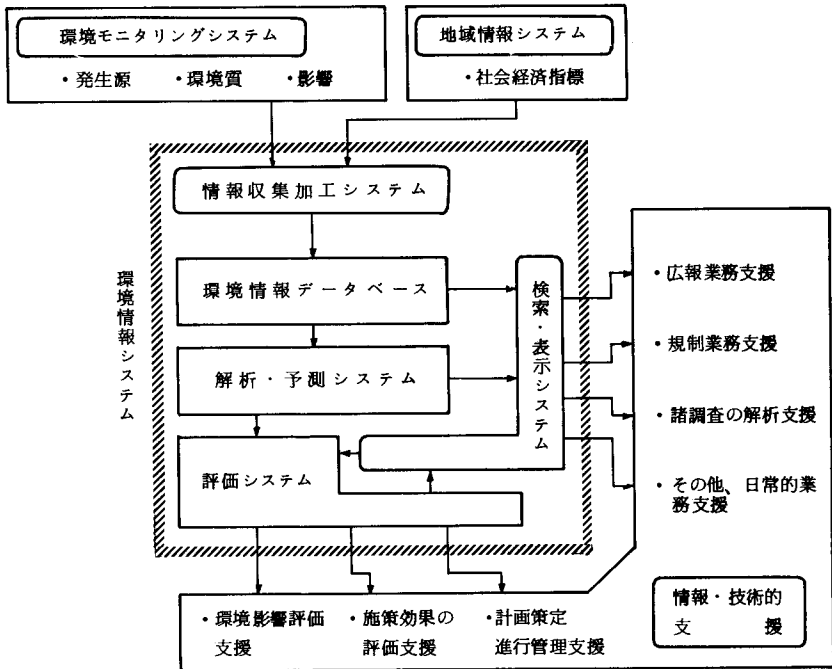 環境モニタリングシステム
・発生源　・環境質　・影響
地域情報システム
・社会経済指標
情報収集加工システム
環境情報システム
環境情報データベース
解析・予測システム
評価システム
検索・表示システム
・広報業務支援
・規制業務支援
・諸調査の解析支援
・その他、日常的業
務支援
・環境影響評価
支援
・施策効果の
評価支援
・計画策定
進行管理支援
情報・技術的
支　　援